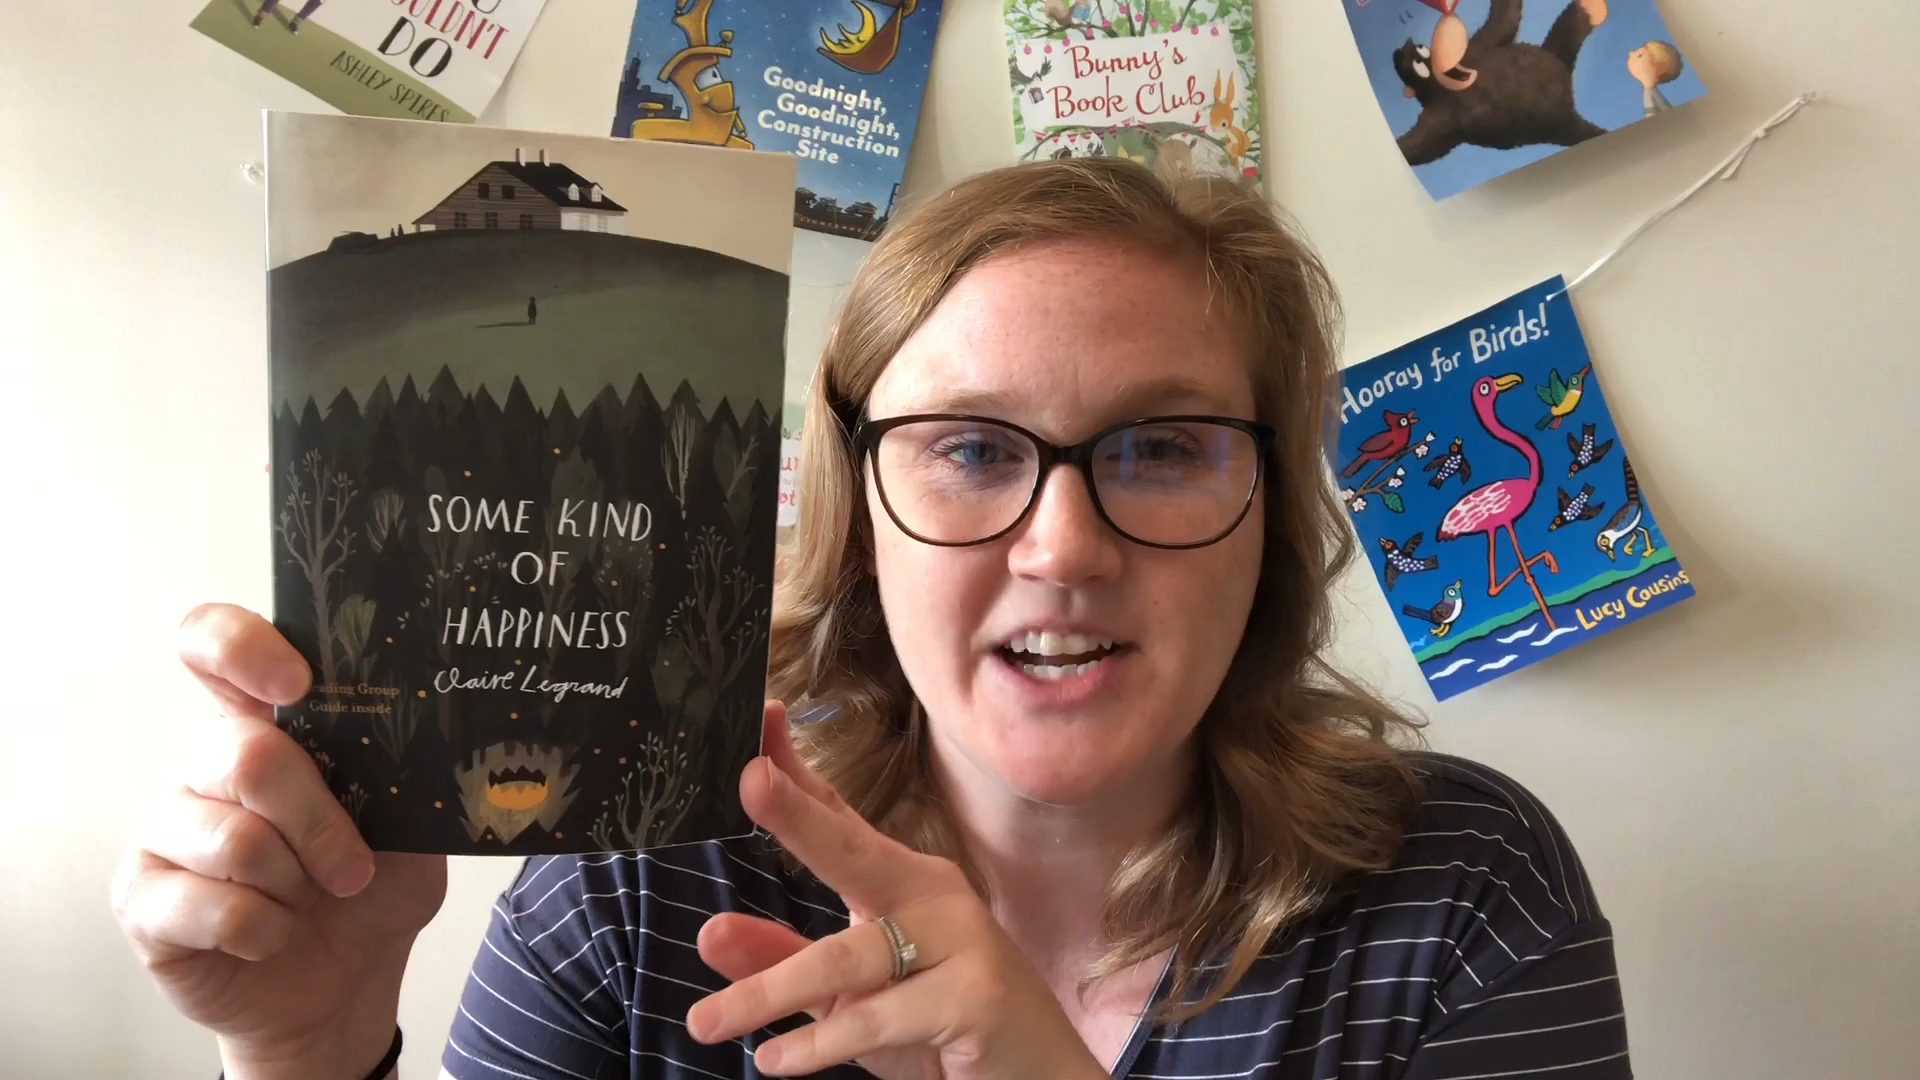 DO
ASHLEY SPIRES
Goodnight,
Goodnight,
Construction
Site
Bunny's
Book Club
Hooray for Birds!
Lucy Cousins
SOME KIND
OF
HAPPINESS
Claire Legrand
Group
Guide inside